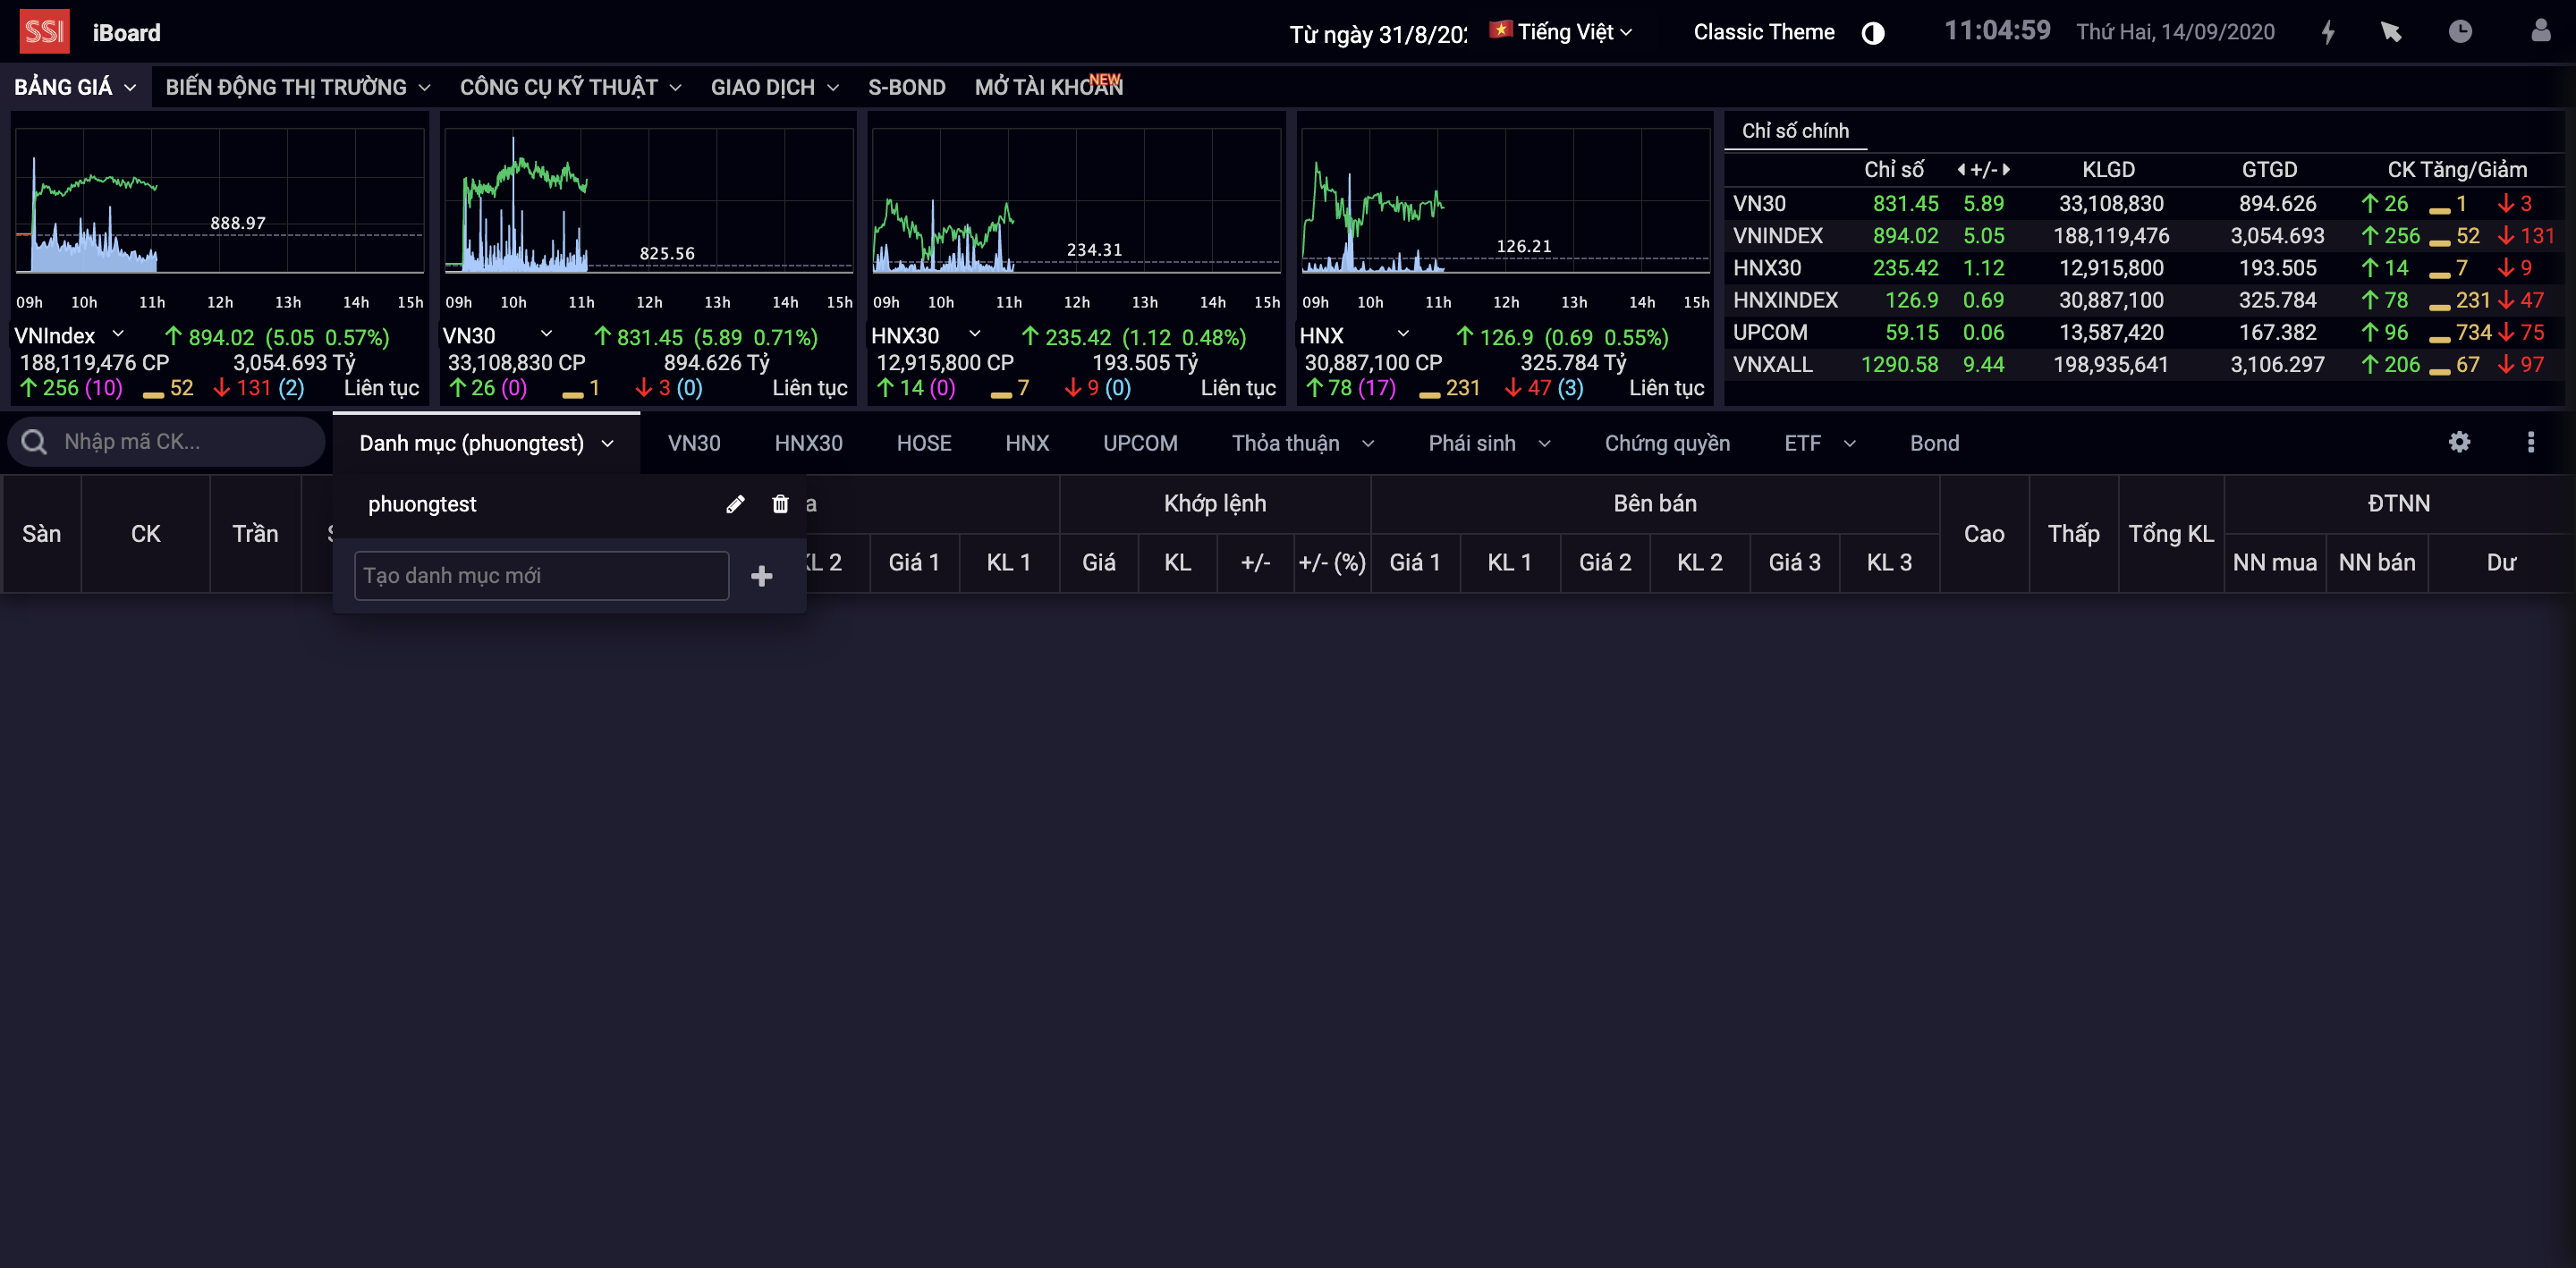 SSI iBoard Từ ngày 31/8/20 Tiếng Việt Classic Theme 11:04:59 Thứ Hai, 14/09/2020
BẢNG GIÁ BIẾN ĐỘNG THỊ TRƯỜNG CÔNG CỤ KỸ THUẬT GIAO DỊCH S-BOND MỞ TÀI KHOẢN NEW
888.97
09h 10h 11h 12h 13h 14h 15h
VNIndex 894.02 (5.05 0.57%)
188,119,476 CP 3,054.693 Tỷ
256 (10) 52 131 (2) Liên tục
825.56
09h 10h 11h 12h 13h 14h 15h
VN30 831.45 (5.89 0.71%)
33,108,830 CP 894.626 Tỷ
26 (0) 1 3 (0) Liên tục
234.31
09h 10h 11h 12h 13h 14h 15h
HNX30 235.42 (1.12 0.48%)
12,915,800 CP 193.505 Tỷ
14 (0) 7 9 (0) Liên tục
126.21
09h 10h 11h 12h 13h 14h 15h
HNX 126.9 (0.69 0.55%)
30,887,100 CP 325.784 Tỷ
78 (17) 231 47 (3) Liên tục
Chỉ số chính
Chỉ số +/- KLGD GTGD CK Tăng/Giảm
VN30 831.45 5.89 33,108,830 894.626 26 1 3
VNINDEX 894.02 5.05 188,119,476 3,054.693 256 52 131
HNX30 235.42 1.12 12,915,800 193.505 14 7 9
HNXINDEX 126.9 0.69 30,887,100 325.784 78 231 47
UPCOM 59.15 0.06 13,587,420 167.382 96 734 75
VNXALL 1290.58 9.44 198,935,641 3,106.297 206 67 97
Nhập mã CK... Danh mục (phuongtest) VN30 HNX30 HOSE HNX UPCOM Thỏa thuận Phái sinh Chứng quyền ETF Bond
phuongtest
Tạo danh mục mới
Sàn CK Trần a Khớp lệnh Bên bán Cao Thấp Tổng KL ĐTNN
KL 2 Giá 1 KL 1 Giá KL +/- +/- (%) Giá 1 KL 1 Giá 2 KL 2 Giá 3 KL 3 NN mua NN bán Dư